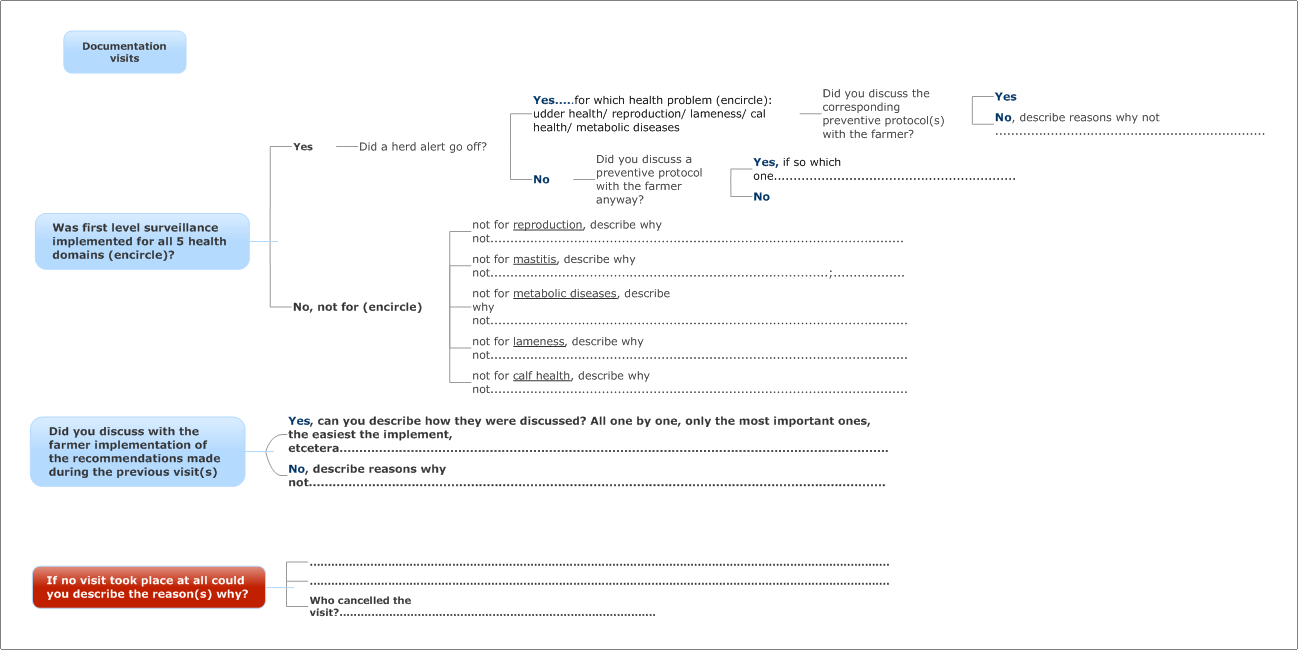 Documentation
visits
Yes.....for which health problem (encircle):
udder health/ reproduction/ lameness/ cal
health/ metabolic diseases
Did you discuss the
corresponding
preventive protocol(s)
with the farmer?
Yes
No, describe reasons why not
................................................................................
Yes
Did a herd alert go off?
No
Did you discuss a
preventive protocol
with the farmer
anyway?
Yes, if so which
one.......................................................
No
Was first level surveillance
implemented for all 5 health
domains (encircle)?
No, not for (encircle)
not for reproduction, describe why
not................................................................................
not for mastitis, describe why
not................................................................................;....................
not for metabolic diseases, describe
why
not................................................................................
not for lameness, describe why
not................................................................................
not for calf health, describe why
not................................................................................
Did you discuss with the
farmer implementation of
the recommendations made
during the previous visit(s)
Yes, can you describe how they were discussed? All one by one, only the most important ones,
the easiest the implement,
etcetera................................................................................
No, describe reasons why
not................................................................................
If no visit took place at all could
you describe the reason(s) why?
................................................................................
................................................................................
Who cancelled the
visit?................................................................................